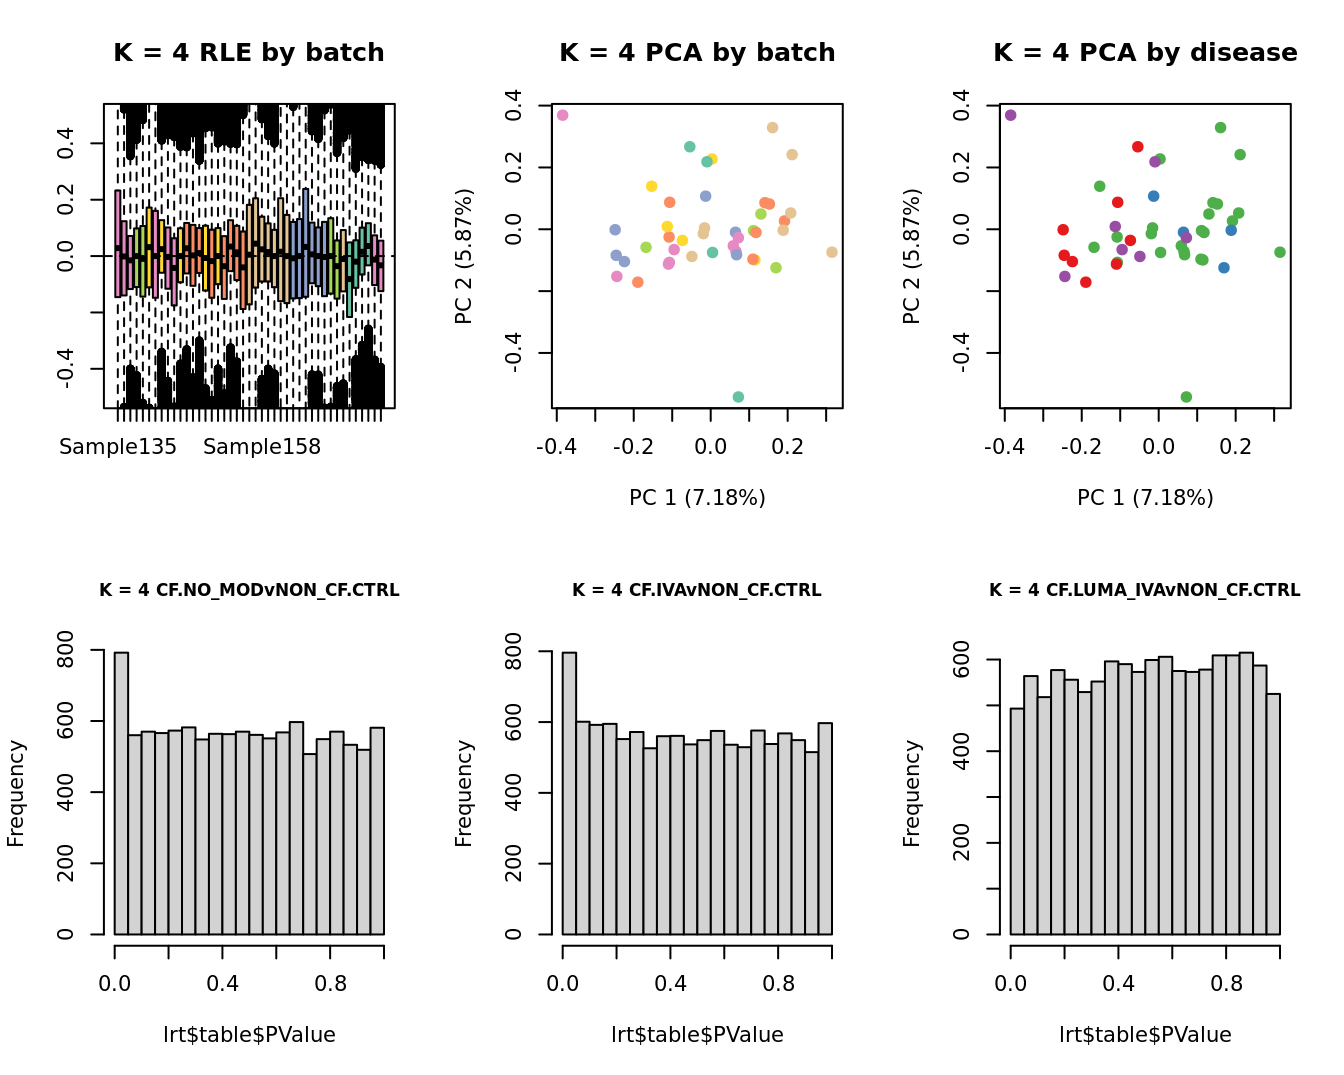 K = 4 RLE by batch
0.4
0.2
0.0
-0.4
Sample135 Sample158
K = 4 PCA by batch
PC 2 (5.87%)
0.4
0.2
0.0
-0.4
-0.4 -0.2 0.0 0.2
PC 1 (7.18%)
K = 4 PCA by disease
PC 2 (5.87%)
0.4
0.2
0.0
-0.4
-0.4 -0.2 0.0 0.2
PC 1 (7.18%)
K = 4 CF.NO_MODvNON_CF.CTRL
Frequency
800
600
400
200
0
0.0 0.4 0.8
lrt$table$PValue
K = 4 CF.IVAvNON_CF.CTRL
Frequency
800
600
400
200
0
0.0 0.4 0.8
lrt$table$PValue
K = 4 CF.LUMA_IVAvNON_CF.CTRL
Frequency
600
400
200
0
0.0 0.4 0.8
lrt$table$PValue